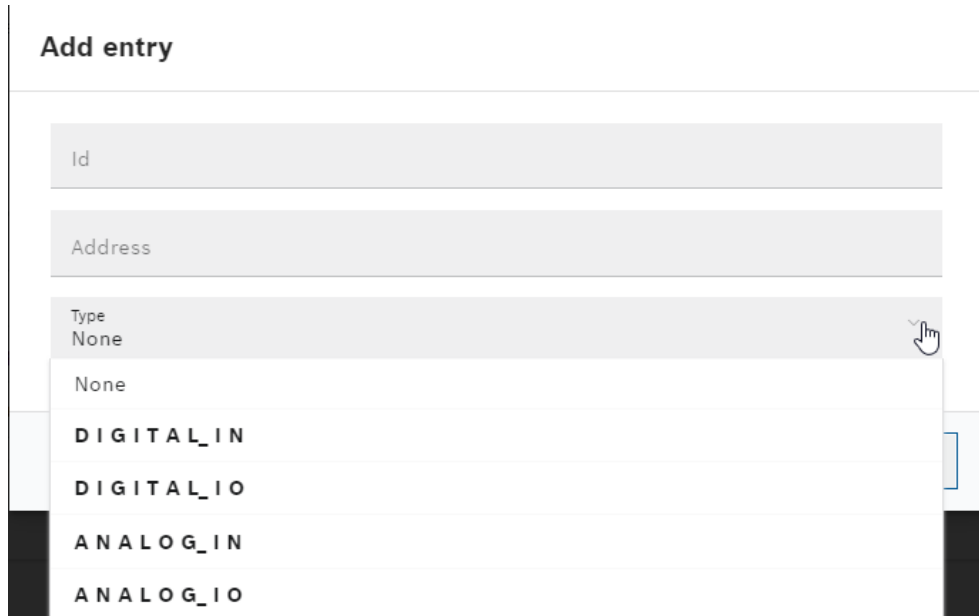 Add entry
Id
Address
Type
None
None
DIGITAL_IN
DIGITAL_IO
ANALOG_IN
ANALOG_IO